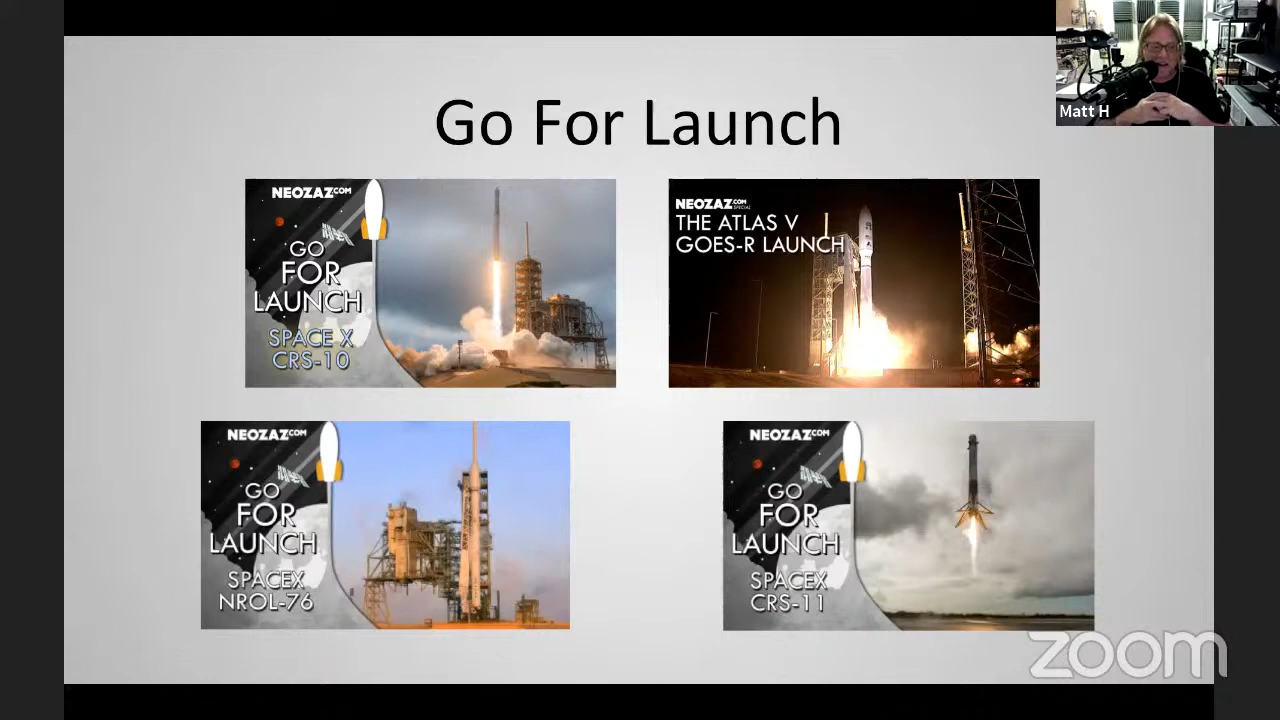 Go For Launch
Matt H
NEOZAZ.COM
GO
FOR
LAUNCH
SPACE X
CRS-10
NEOZAZ.COM
SPECIAL
THE ATLAS V
GOES-R LAUNCH
NEOZAZ.COM
GO
FOR
LAUNCH
SPACEX
NROL-76
NEOZAZ.COM
GO
FOR
LAUNCH
SPACEX
CRS-11
zoom